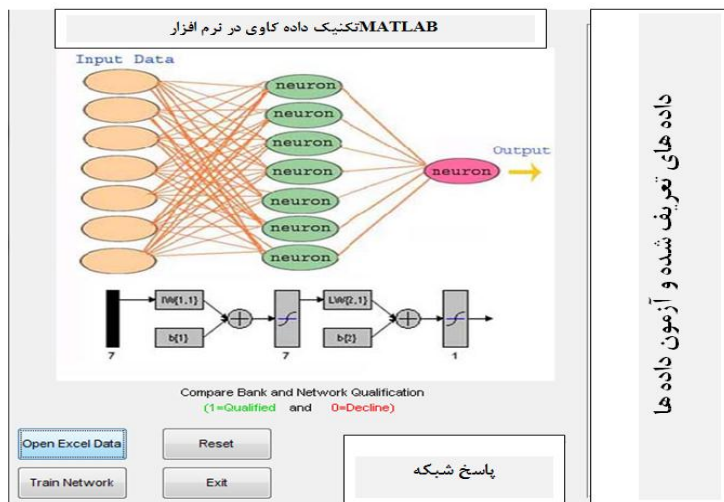 تکنیک داده کاوی در نرم افزار MATLAB
Input Data
neuron
neuron
neuron
neuron
neuron
neuron
neuron
neuron
Output
IW{1,1}
LW{2,1}
b{1}
b{2}
7
7
1
Compare Bank and Network Qualification
(1=Qualified and 0=Decline)
Open Excel Data
Reset
Train Network
Exit
پاسخ شبکه
داده های تعریف شده و آزمون داده ها